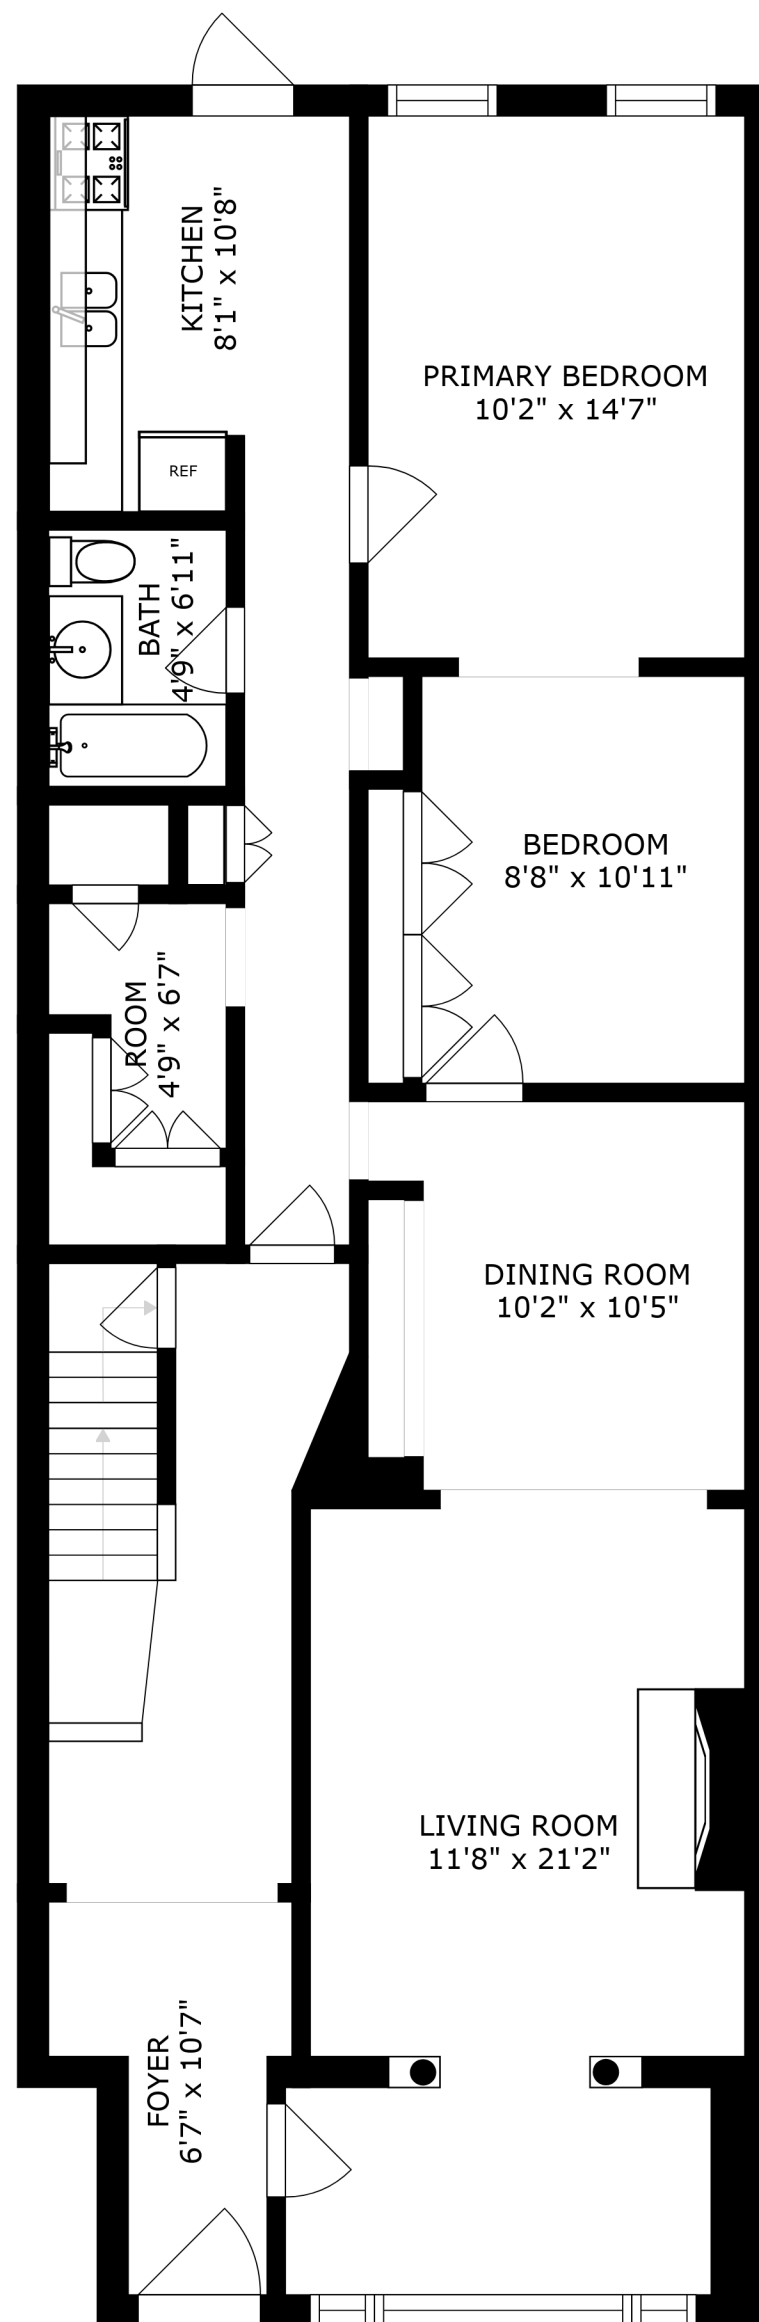 KITCHEN
8'1" x 10'8"
PRIMARY BEDROOM
10'2" x 14'7"
REF
BATH
4'9" x 6'11"
BEDROOM
8'8" x 10'11"
ROOM
4'9" x 6'7"
DINING ROOM
10'2" x 10'5"
LIVING ROOM
11'8" x 21'2"
FOYER
6'7" x 10'7"